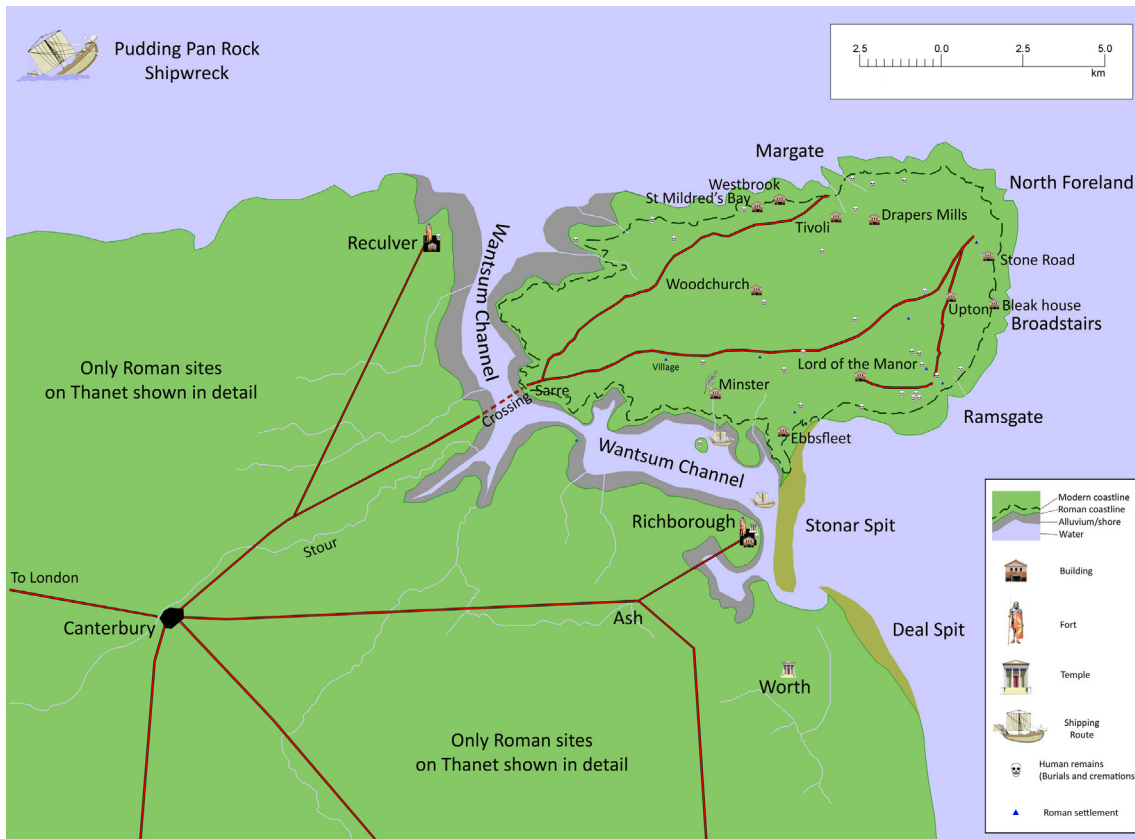 Pudding Pan Rock
Shipwreck
2.5
0.0
2.5
5.0
km
Margate
North Foreland
Westbrook
St Mildred's Bay
Tivoli
Drapers Mills
Reculver
Wantsum Channel
Stone Road
Woodchurch
Upton
Bleak house
Broadstairs
Only Roman sites
on Thanet shown in detail
Village
Lord of the Manor
Sarre
Minster
Crossing
Ramsgate
Ebbsfleet
Wantsum Channel
Richborough
Stonar Spit
Stour
To London
Canterbury
Ash
Deal Spit
Worth
Only Roman sites
on Thanet shown in detail
Modern coastline
Roman coastline
Alluvium/shore
Water
Building
Fort
Temple
Shipping
Route
Human remains
(Burials and cremations)
Roman settlement